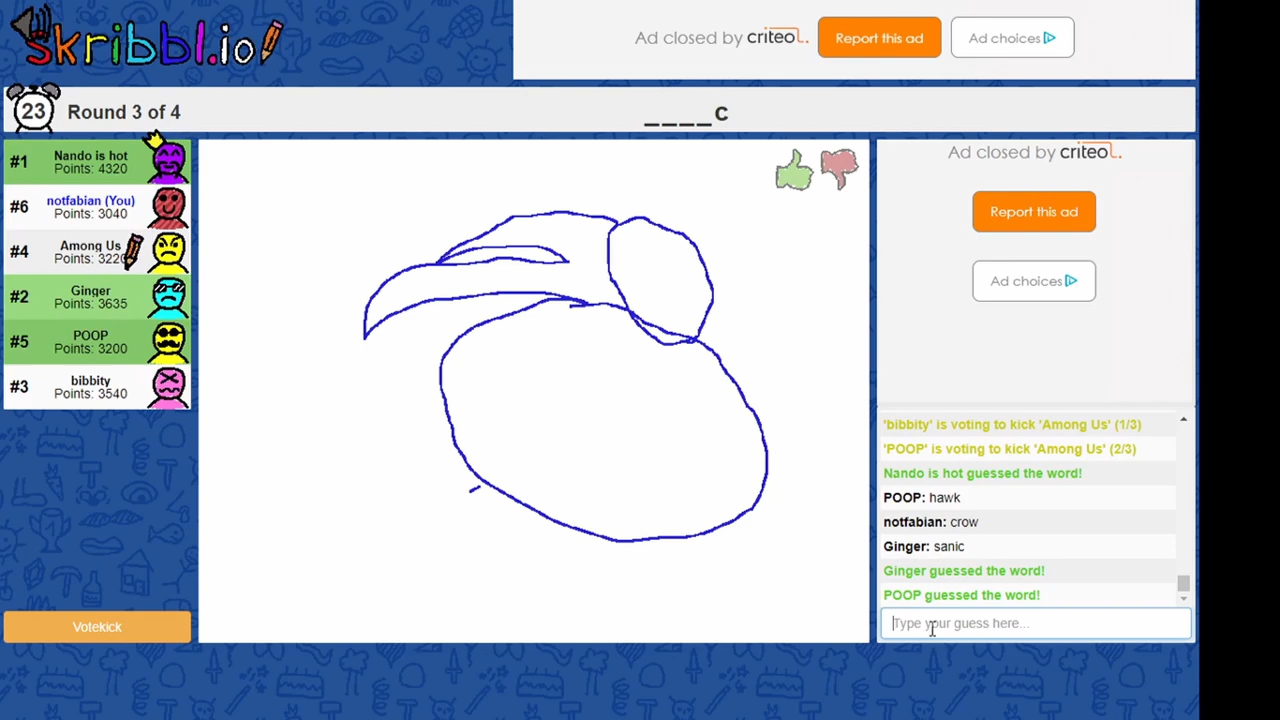 skribbl.io
Ad closed by criteo.
Report this ad
Ad choices
23
Round 3 of 4
____c
#1
Nando is hot
Points: 4320
#6
notfabian (You)
Points: 3040
#4
Among Us
Points: 3220
#2
Ginger
Points: 3635
#5
POOP
Points: 3200
#3
bibbity
Points: 3540
Votekick
Ad closed by criteo.
Report this ad
Ad choices
'bibbity' is voting to kick 'Among Us' (1/3)
'POOP' is voting to kick 'Among Us' (2/3)
Nando is hot guessed the word!
POOP: hawk
notfabian: crow
Ginger: sanic
Ginger guessed the word!
POOP guessed the word!
Type your guess here...